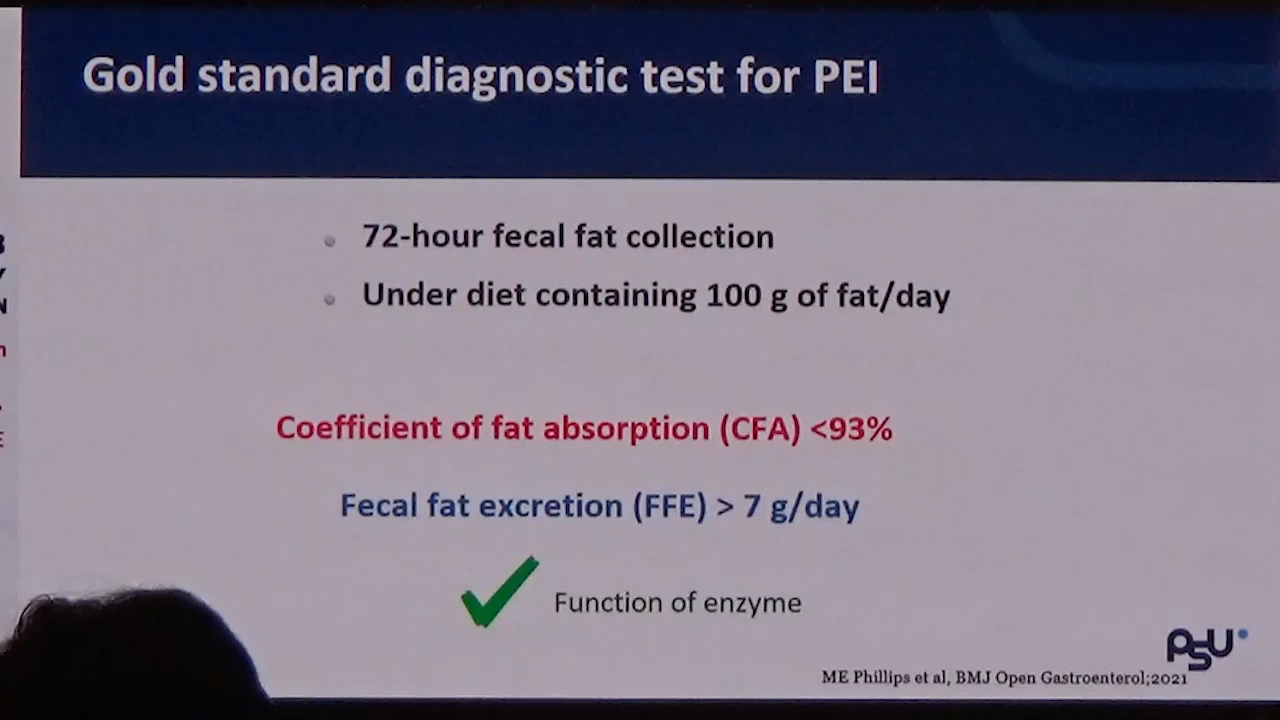 Gold standard diagnostic test for PEI
72-hour fecal fat collection
Under diet containing 100 g of fat/day
Coefficient of fat absorption (CFA) <93%
Fecal fat excretion (FFE) > 7 g/day
Function of enzyme
PSU
ME Phillips et al, BMJ Open Gastroenterol;2021